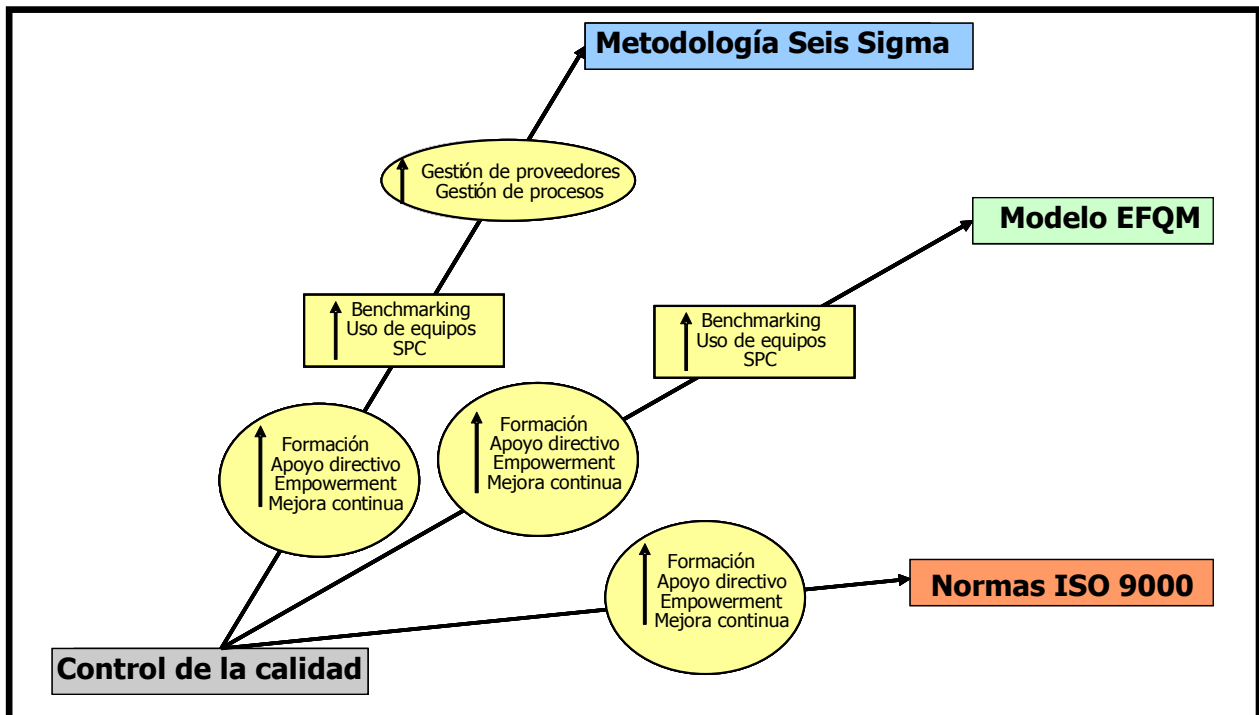 Metodología Seis Sigma
Gestión de proveedores
Gestión de procesos
Modelo EFQM
Benchmarking
Uso de equipos
SPC
Benchmarking
Uso de equipos
SPC
Formación
Apoyo directivo
Empowerment
Mejora continua
Formación
Apoyo directivo
Empowerment
Mejora continua
Formación
Apoyo directivo
Empowerment
Mejora continua
Normas ISO 9000
Control de la calidad